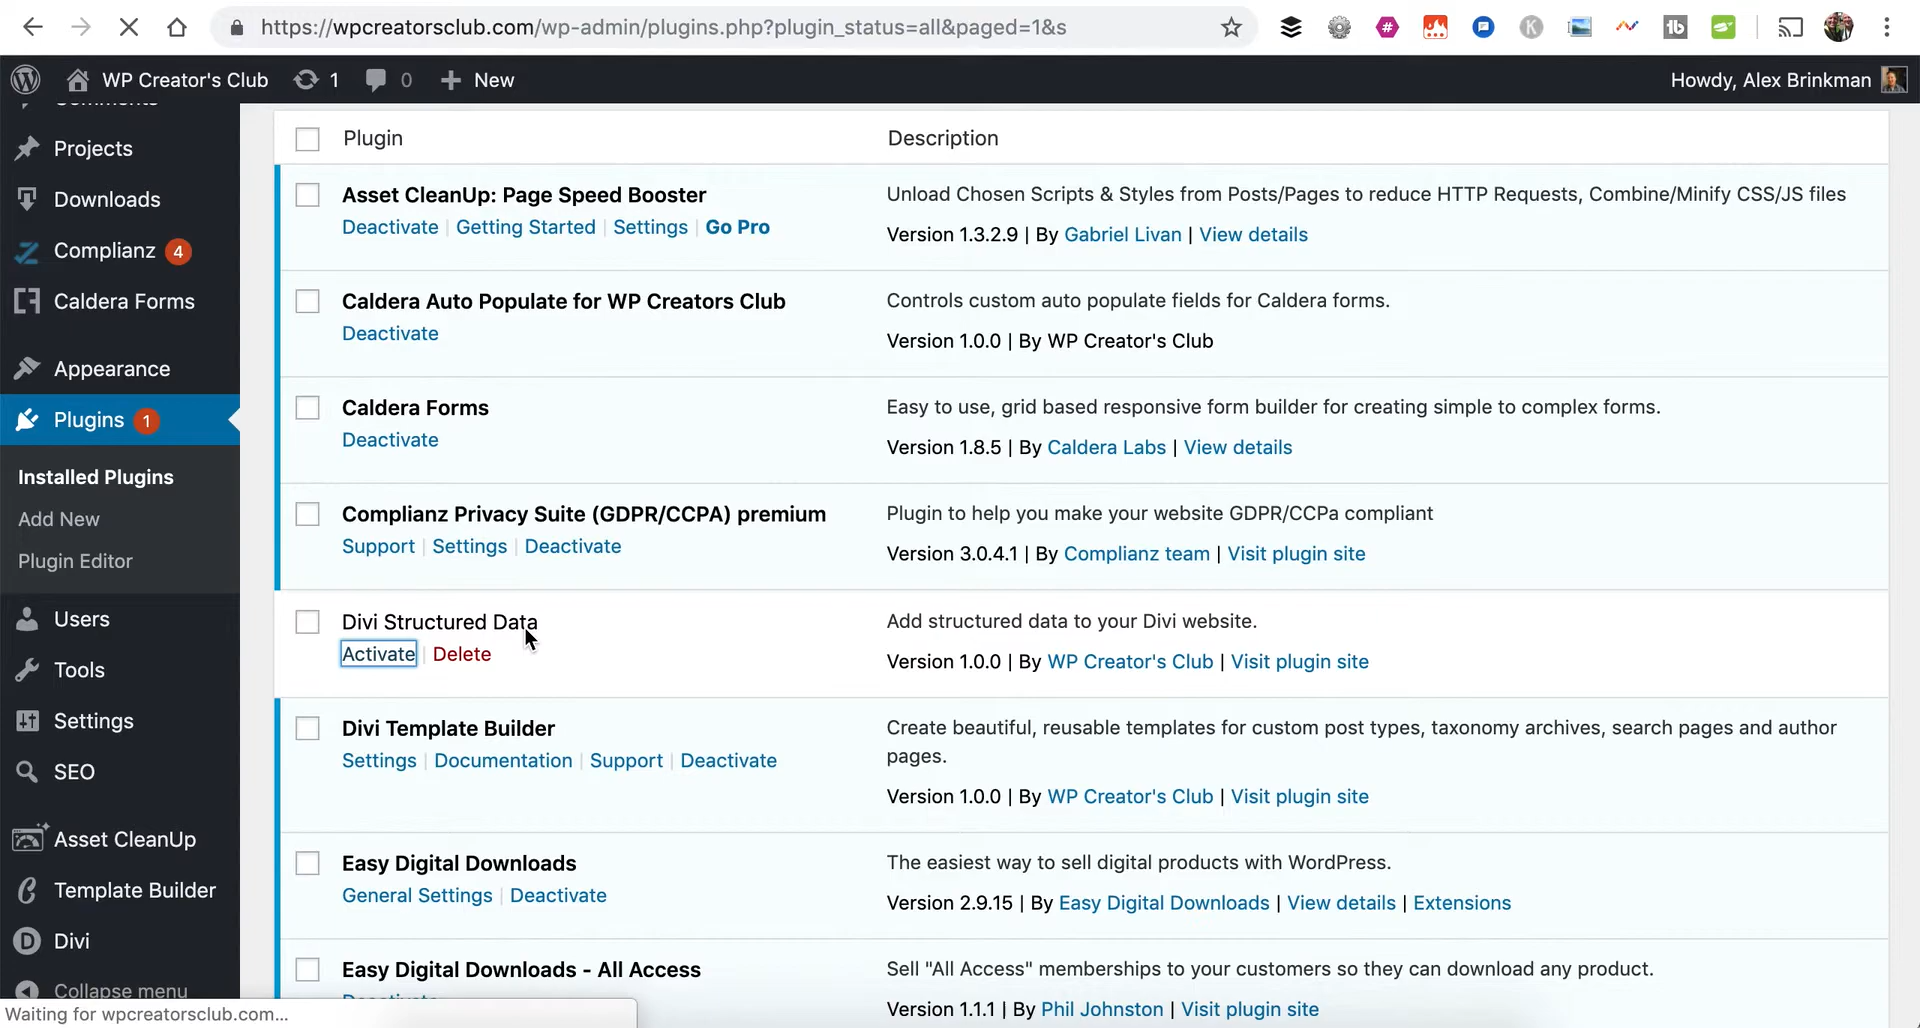 https://wpcreatorsclub.com/wp-admin/plugins.php?plugin_status=all&paged=1&s
WP Creator's Club 1 0 New Howdy, Alex Brinkman
Comments
Projects
Downloads
Complianz 4
Caldera Forms
Appearance
Plugins 1
Installed Plugins
Add New
Plugin Editor
Users
Tools
Settings
SEO
Asset CleanUp
Template Builder
Divi
Collapse menu
Plugin Description
Asset CleanUp: Page Speed Booster
Deactivate | Getting Started | Settings | Go Pro
Unload Chosen Scripts & Styles from Posts/Pages to reduce HTTP Requests, Combine/Minify CSS/JS files
Version 1.3.2.9 | By Gabriel Livan | View details
Caldera Auto Populate for WP Creators Club
Deactivate
Controls custom auto populate fields for Caldera forms.
Version 1.0.0 | By WP Creator's Club
Caldera Forms
Deactivate
Easy to use, grid based responsive form builder for creating simple to complex forms.
Version 1.8.5 | By Caldera Labs | View details
Complianz Privacy Suite (GDPR/CCPA) premium
Support | Settings | Deactivate
Plugin to help you make your website GDPR/CCPa compliant
Version 3.0.4.1 | By Complianz team | Visit plugin site
Divi Structured Data
Activate | Delete
Add structured data to your Divi website.
Version 1.0.0 | By WP Creator's Club | Visit plugin site
Divi Template Builder
Settings | Documentation | Support | Deactivate
Create beautiful, reusable templates for custom post types, taxonomy archives, search pages and author
pages.
Version 1.0.0 | By WP Creator's Club | Visit plugin site
Easy Digital Downloads
General Settings | Deactivate
The easiest way to sell digital products with WordPress.
Version 2.9.15 | By Easy Digital Downloads | View details | Extensions
Easy Digital Downloads - All Access
Deactivate
Sell "All Access" memberships to your customers so they can download any product.
Version 1.1.1 | By Phil Johnston | Visit plugin site
Waiting for wpcreatorsclub.com...